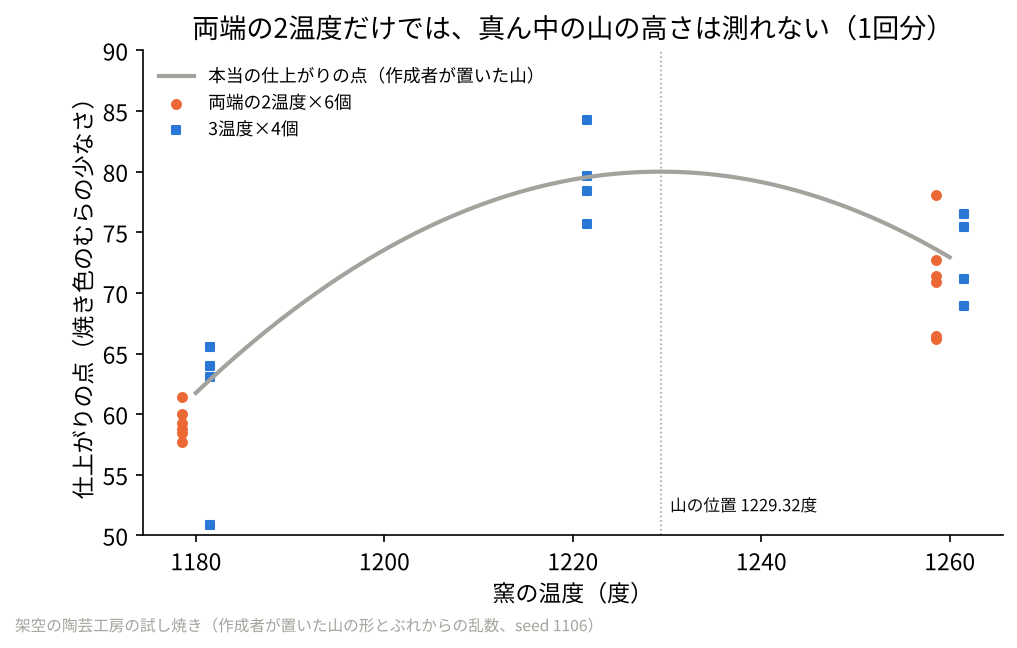 両端の2温度だけでは、真ん中の山の高さは測れない（1回分）
本当の仕上がりの点（作成者が置いた山）
両端の2温度×6個
3温度×4個
仕上がりの点（焼き色のむらの少なさ）
90
85
80
75
70
65
60
55
50
山の位置 1229.32度
1180
1200
1220
1240
1260
窯の温度（度）
架空の陶芸工房の試し焼き（作成者が置いた山の形とぶれからの乱数、seed 1106）